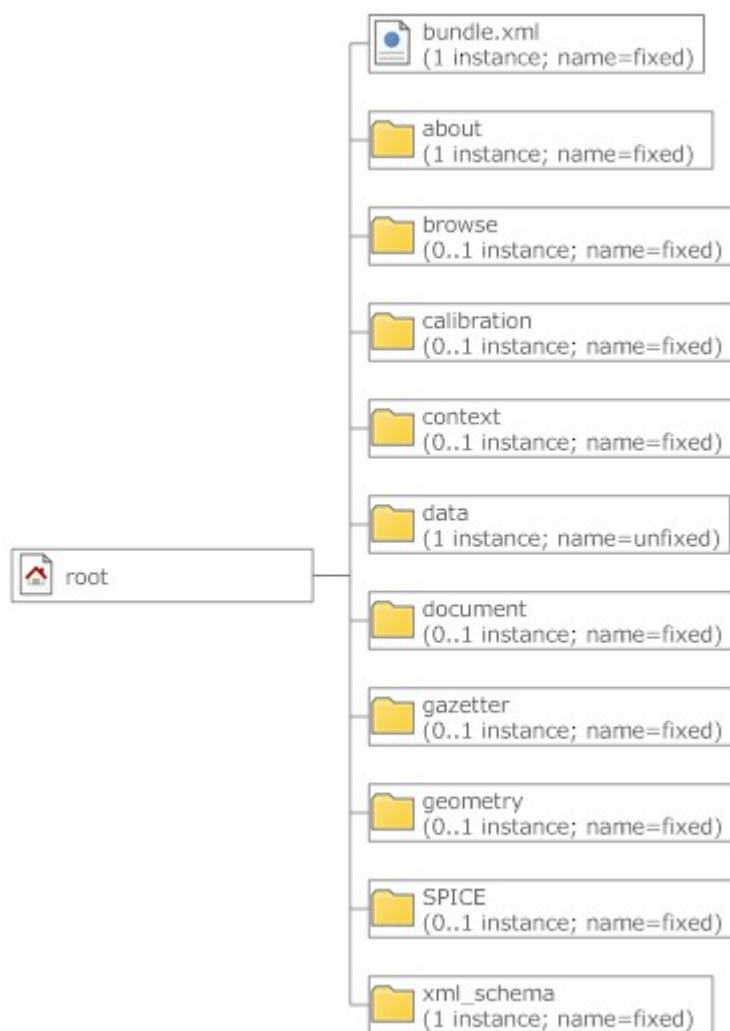 bundle.xml
(1 instance; name=fixed)
about
(1 instance; name=fixed)
browse
(0..1 instance; name=fixed)
calibration
(0..1 instance; name=fixed)
context
(0..1 instance; name=fixed)
data
(1 instance; name=unfixed)
root
document
(0..1 instance; name=fixed)
gazetter
(0..1 instance; name=fixed)
geometry
(0..1 instance; name=fixed)
SPICE
(0..1 instance; name=fixed)
xml_schema
(1 instance; name=fixed)